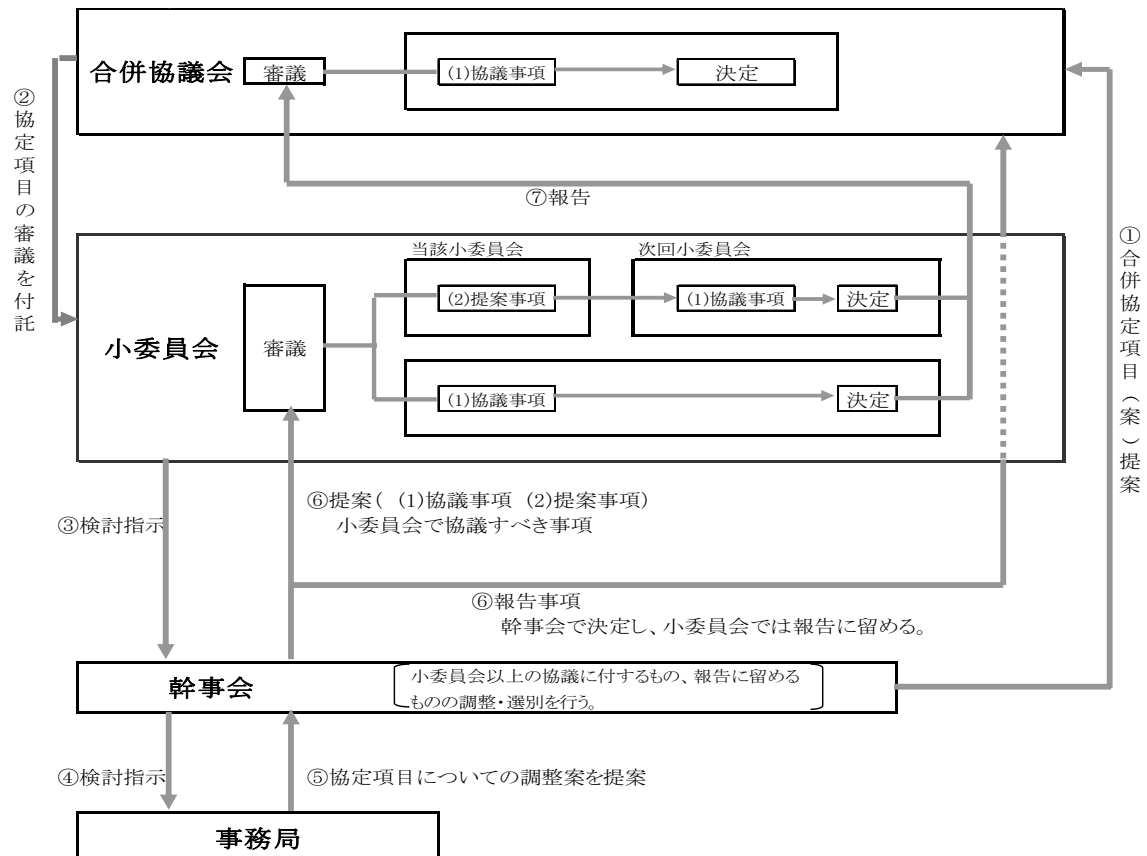 合併協議会
審議
(1)協議事項
決定
②協定項目の審議を付託
⑦報告
①合併協定項目(案)提案
小委員会
審議
当該小委員会
(2)提案事項
次回小委員会
(1)協議事項
決定
(1)協議事項
決定
③検討指示
⑥提案( (1)協議事項 (2)提案事項)
小委員会で協議すべき事項
⑥報告事項
幹事会で決定し、小委員会では報告に留める。
幹事会
小委員会以上の協議に付するもの、報告に留める
ものの調整・選別を行う。
④検討指示
⑤協定項目についての調整案を提案
事務局